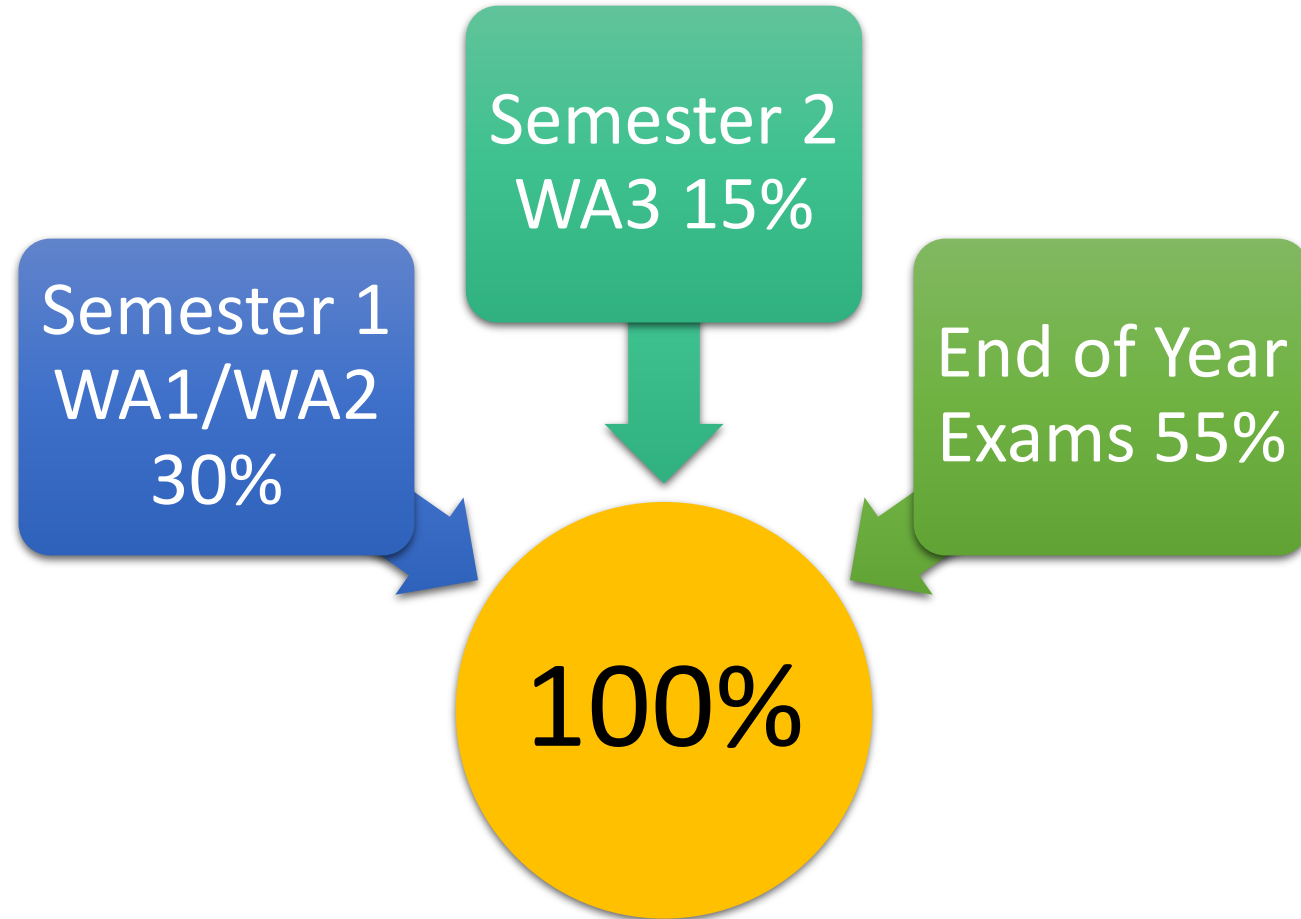 Semester 1
WA1/WA2
30%
Semester 2
WA3 15%
End of Year
Exams 55%
100%